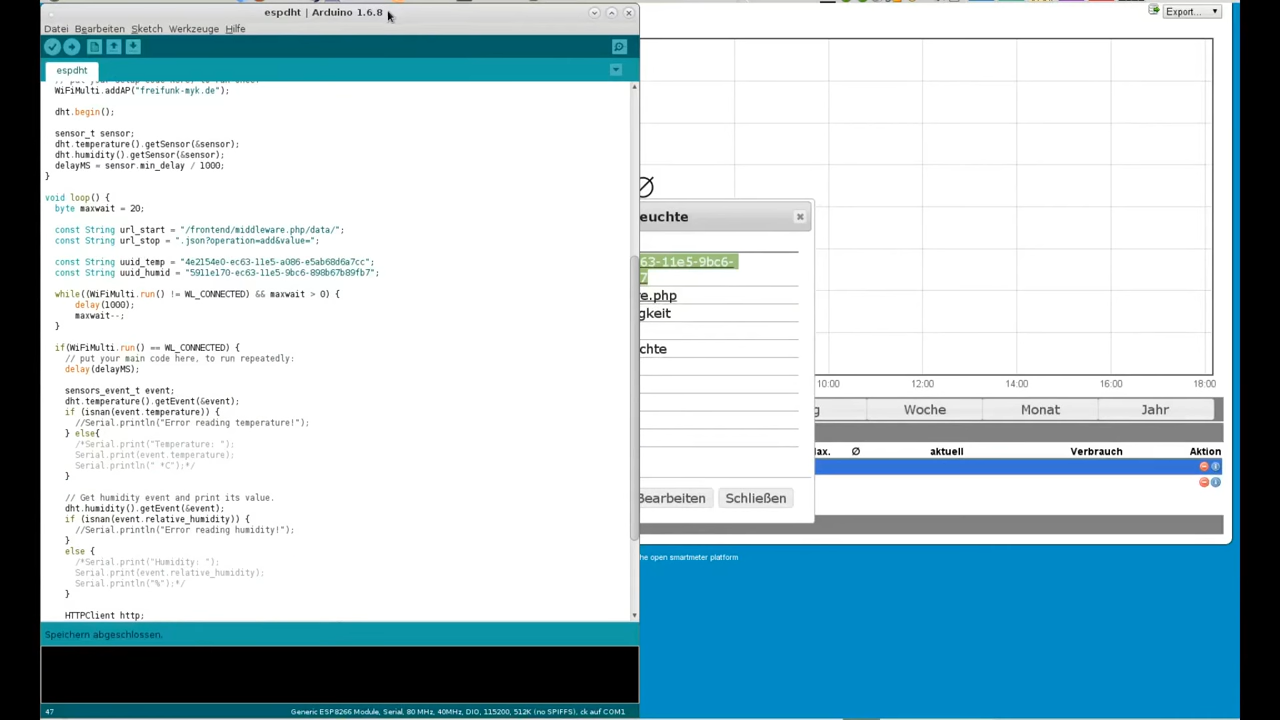 espdht | Arduino 1.6.8
Datei Bearbeiten Sketch Werkzeuge Hilfe
espdht
WiFiMulti.addAP("freifunk-myk.de");
dht.begin();
sensor_t sensor;
dht.temperature().getSensor(&sensor);
dht.humidity().getSensor(&sensor);
delayMS = sensor.min_delay / 1000;
}
void loop() {
byte maxwait = 20;
const String url_start = "/frontend/middleware.php/data/";
const String url_stop = ".json?operation=add&value=";
const String uuid_temp = "4e2154e0-ec63-11e5-a086-e5ab68d6a7cc";
const String uuid_humid = "5911e170-ec63-11e5-9bc6-898b67b89fb7";
while((WiFiMulti.run() != WL_CONNECTED) && maxwait > 0) {
delay(1000);
maxwait--;
}
if(WiFiMulti.run() == WL_CONNECTED) {
// put your main code here, to run repeatedly:
delay(delayMS);
sensors_event_t event;
dht.temperature().getEvent(&event);
if (isnan(event.temperature)) {
//Serial.println("Error reading temperature!");
} else{
/*Serial.print("Temperature: ");
Serial.print(event.temperature);
Serial.println(" *C");*/
}
// Get humidity event and print its value.
dht.humidity().getEvent(&event);
if (isnan(event.relative_humidity)) {
//Serial.println("Error reading humidity!");
}
else {
/*Serial.print("Humidity: ");
Serial.print(event.relative_humidity);
Serial.println("%");*/
}
HTTPClient http;
Speichern abgeschlossen.
47
Generic ESP8266 Module, Serial, 80 MHz, 40MHz, DIO, 115200, 512K (no SPIFFS), ck auf COM1
Export...
Ø
euchte
63-11e5-9bc6-
7
e.php
gkeit
chte
Bearbeiten Schließen
10:00 12:00 14:00 16:00 18:00
g Woche Monat Jahr
ax. Ø aktuell Verbrauch Aktion
he open smartmeter platform